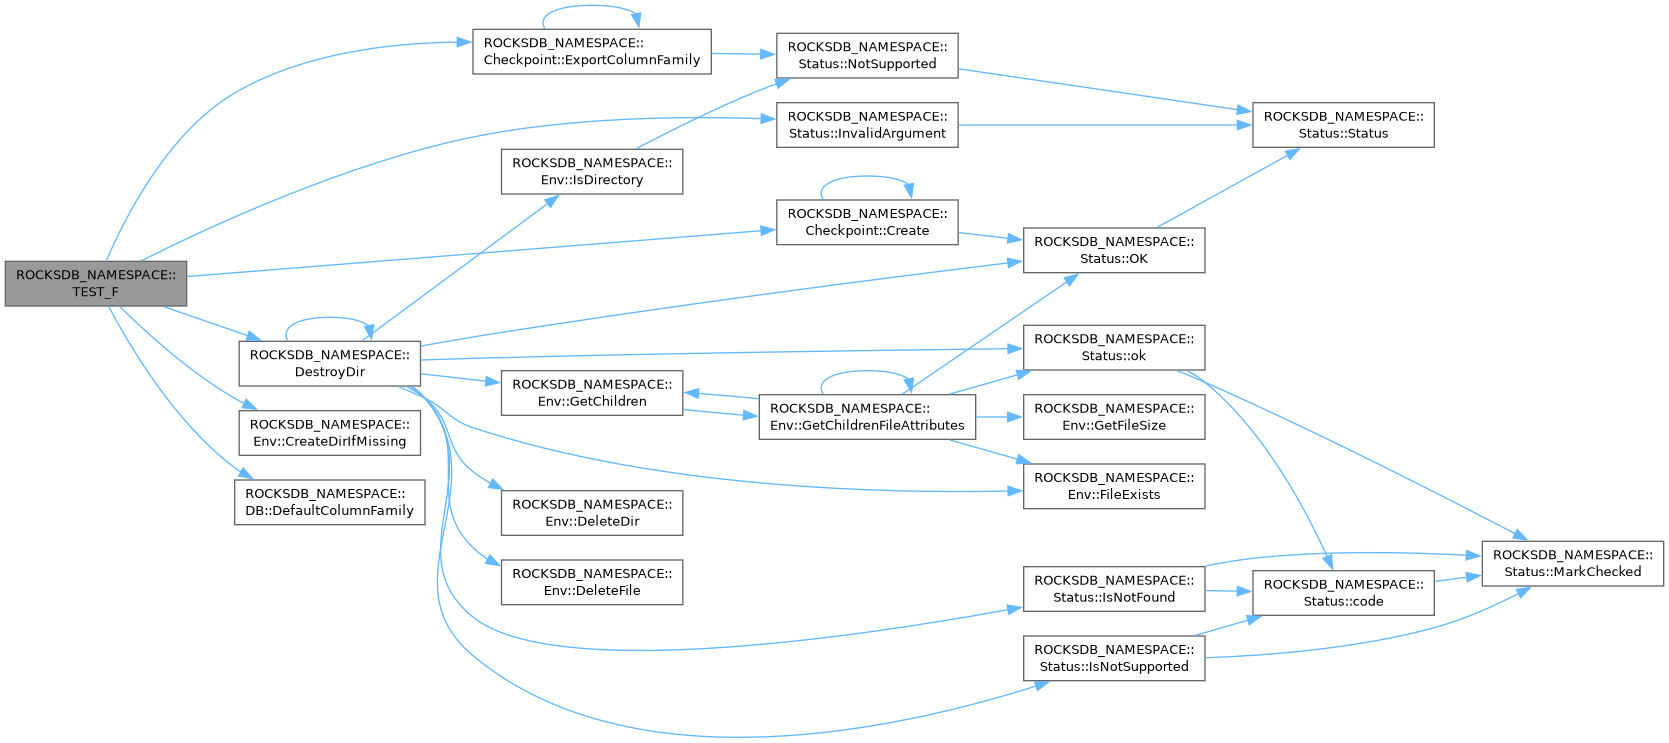 ROCKSDB_NAMESPACE::
TEST_F
ROCKSDB_NAMESPACE::
Checkpoint::ExportColumnFamily
ROCKSDB_NAMESPACE::
Status::NotSupported
ROCKSDB_NAMESPACE::
Status::InvalidArgument
ROCKSDB_NAMESPACE::
Status::Status
ROCKSDB_NAMESPACE::
Env::IsDirectory
ROCKSDB_NAMESPACE::
Checkpoint::Create
ROCKSDB_NAMESPACE::
Status::OK
ROCKSDB_NAMESPACE::
DestroyDir
ROCKSDB_NAMESPACE::
Status::ok
ROCKSDB_NAMESPACE::
Env::GetChildren
ROCKSDB_NAMESPACE::
Env::GetChildrenFileAttributes
ROCKSDB_NAMESPACE::
Env::GetFileSize
ROCKSDB_NAMESPACE::
Env::CreateDirIfMissing
ROCKSDB_NAMESPACE::
Env::FileExists
ROCKSDB_NAMESPACE::
DB::DefaultColumnFamily
ROCKSDB_NAMESPACE::
Env::DeleteDir
ROCKSDB_NAMESPACE::
Env::DeleteFile
ROCKSDB_NAMESPACE::
Status::IsNotFound
ROCKSDB_NAMESPACE::
Status::code
ROCKSDB_NAMESPACE::
Status::MarkChecked
ROCKSDB_NAMESPACE::
Status::IsNotSupported